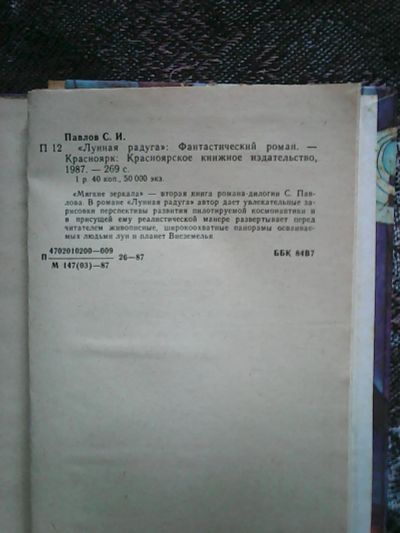 Павлов С. И.
П 12 «Лунная радуга»: Фантастический роман. —
Красноярк: Красноярское книжное издательство,
1987. — 269 с.
1 р. 40 коп., 50 000 экз.
«Мягкие зеркала» — вторая книга романа-дилогии С. Пав-
лова. В романе «Лунная радуга» автор дает увлекательные за-
рисовки перспективы развития пилотируемой космонавтики и
в присущей ему реалистической манере развертывает перед
читателем живописные, широкоохватные панорамы осваивае-
мых людьми лун и планет Внеземелья.
4702010200—009
П 26—87 ББК 84В7
М 147(03)—87